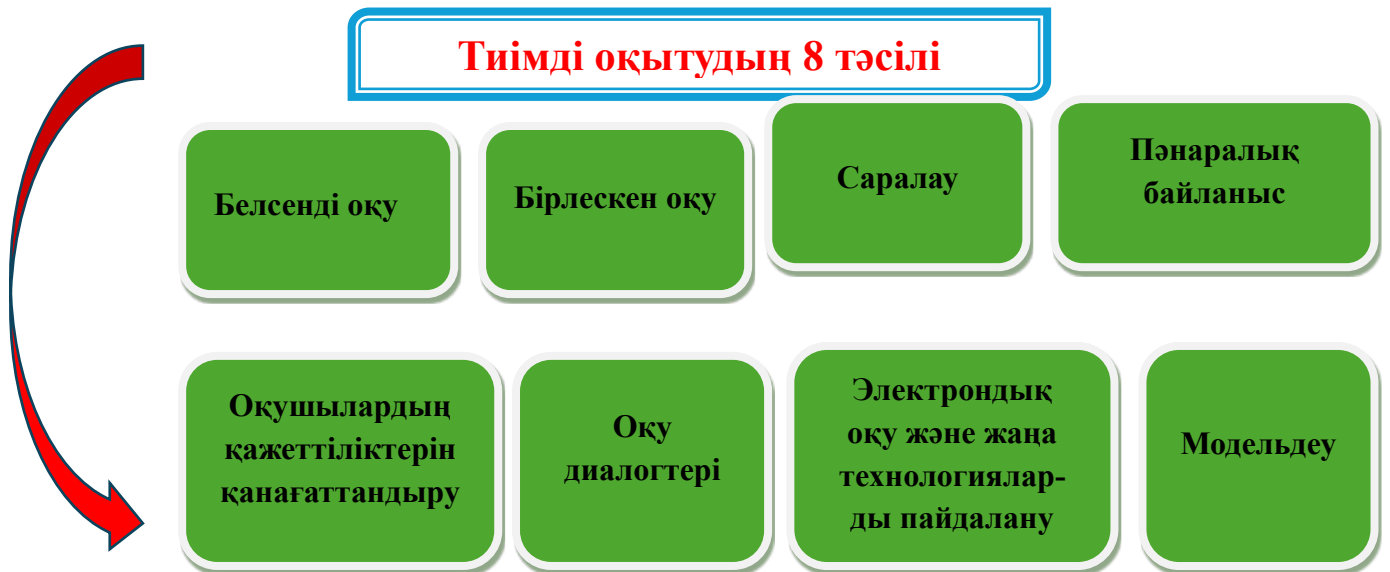 Тиімді оқытудың 8 тәсілі
Белсенді оқу
Бірлескен оқу
Саралау
Пәнаралық
байланыс
Оқушылардың
қажеттіліктерін
қанағаттандыру
Оқу
диалогтері
Электрондық
оқу және жаңа
технологиялар-
ды пайдалану
Модельдеу